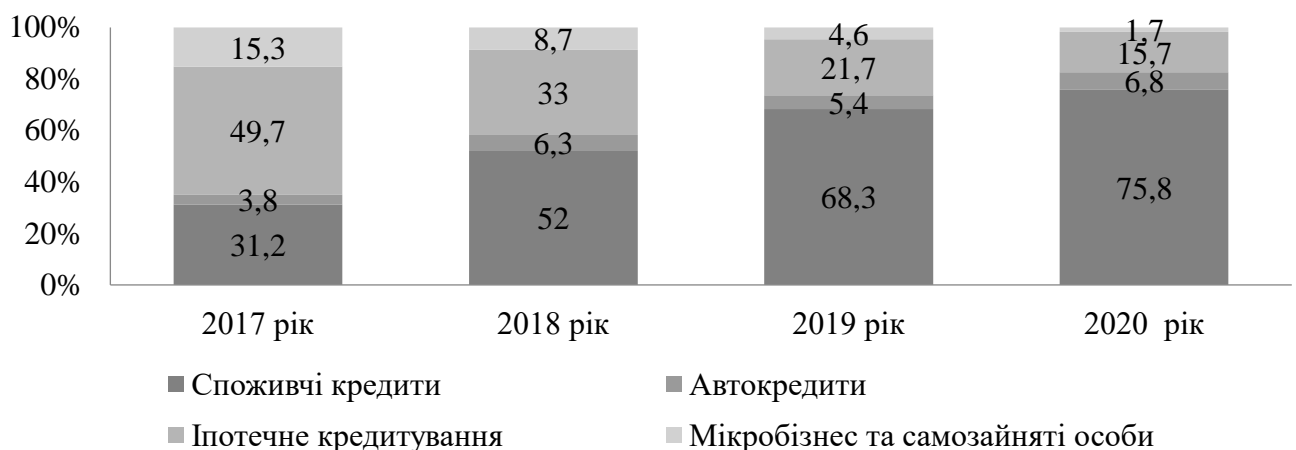 100%
80%
60%
40%
20%
0%
15,3
49,7
3,8
31,2
8,7
33
6,3
52
4,6
21,7
5,4
68,3
1,7
15,7
6,8
75,8
2017 рік
2018 рік
2019 рік
2020 рік
Споживчі кредити
Автокредити
Іпотечне кредитування
Мікробізнес та самозайняті особи